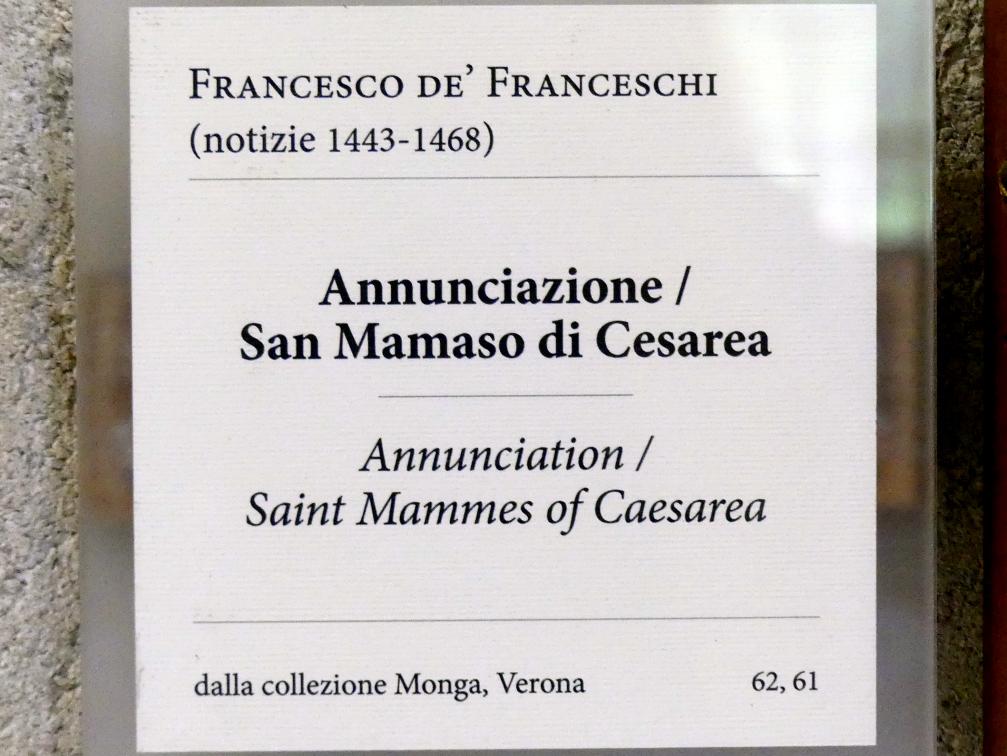 Francesco de’ Franceschi
(notizie 1443-1468)
Annunciazione /
San Mamaso di Cesarea
Annunciation /
Saint Mammes of Caesarea
dalla collezione Monga, Verona 62, 61